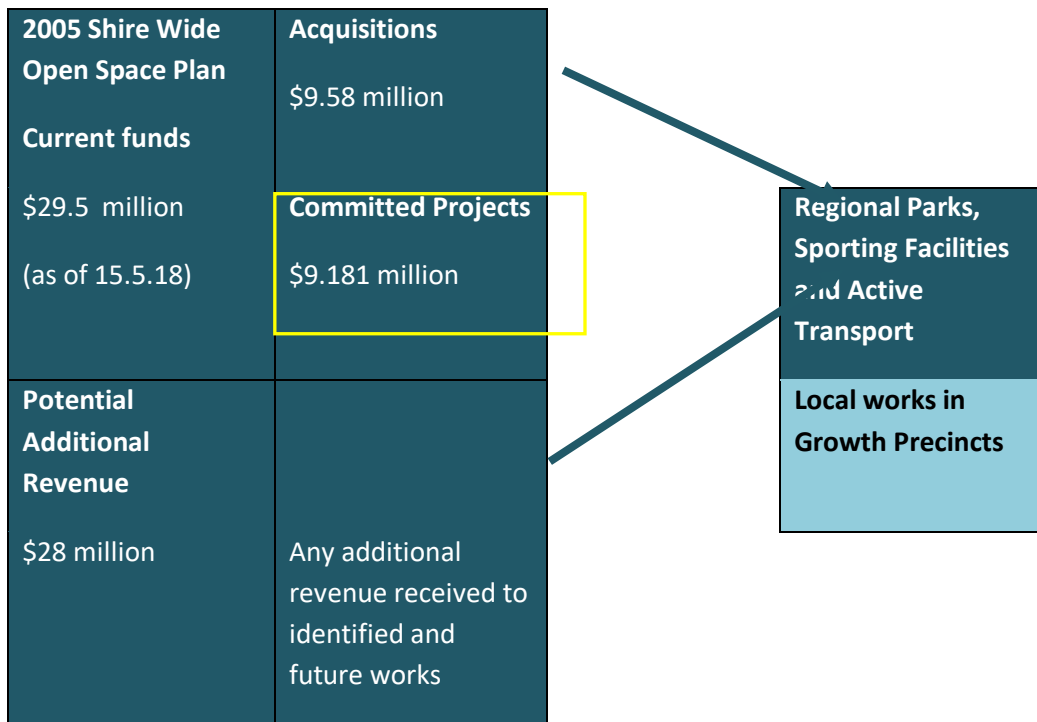 2005 Shire Wide
Open Space Plan
Current funds
$29.5 million
(as of 15.5.18)
Acquisitions
$9.58 million
Committed Projects
$9.181 million
Potential
Additional
Revenue
$28 million
Any additional
revenue received to
identified and
future works
Regional Parks,
Sporting Facilities
and Active
Transport
Local works in
Growth Precincts